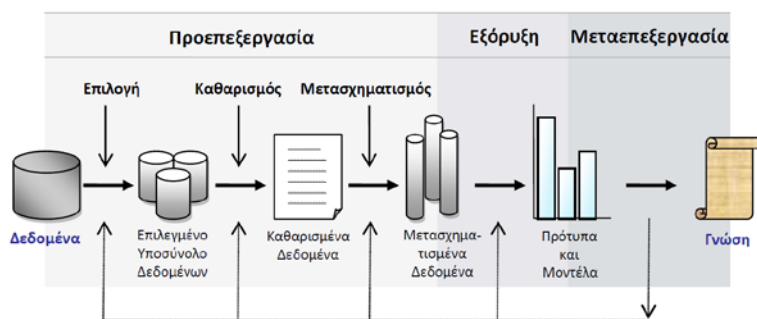 Προεπεξεργασία
Εξόρυξη
Μεταεπεξεργασία
Επιλογή
Καθαρισμός
Μετασχηματισμός
Δεδομένα
Επιλεγμένο
Υποσύνολο
Δεδομένων
Καθαρισμένα
Δεδομένα
Μετασχημα-
τισμένα
Δεδομένα
Πρότυπα
και
Μοντέλα
Γνώση